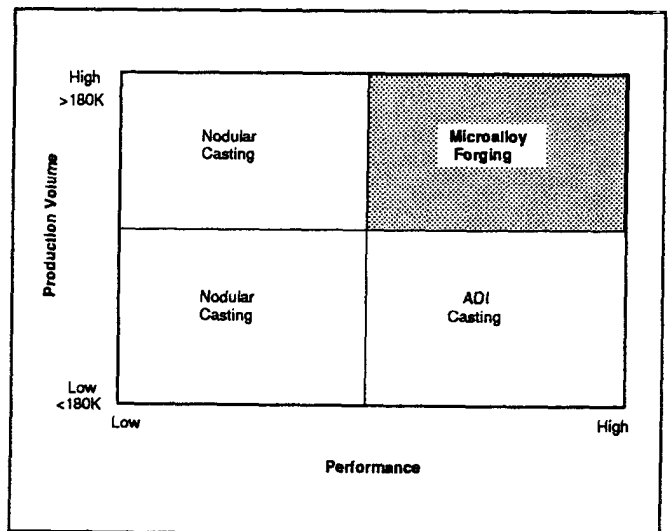 High
>180K
Nodular
Casting
Microalloy
Forging
Production Volume
Nodular
Casting
ADI
Casting
Low
<180K
Low
High
Performance